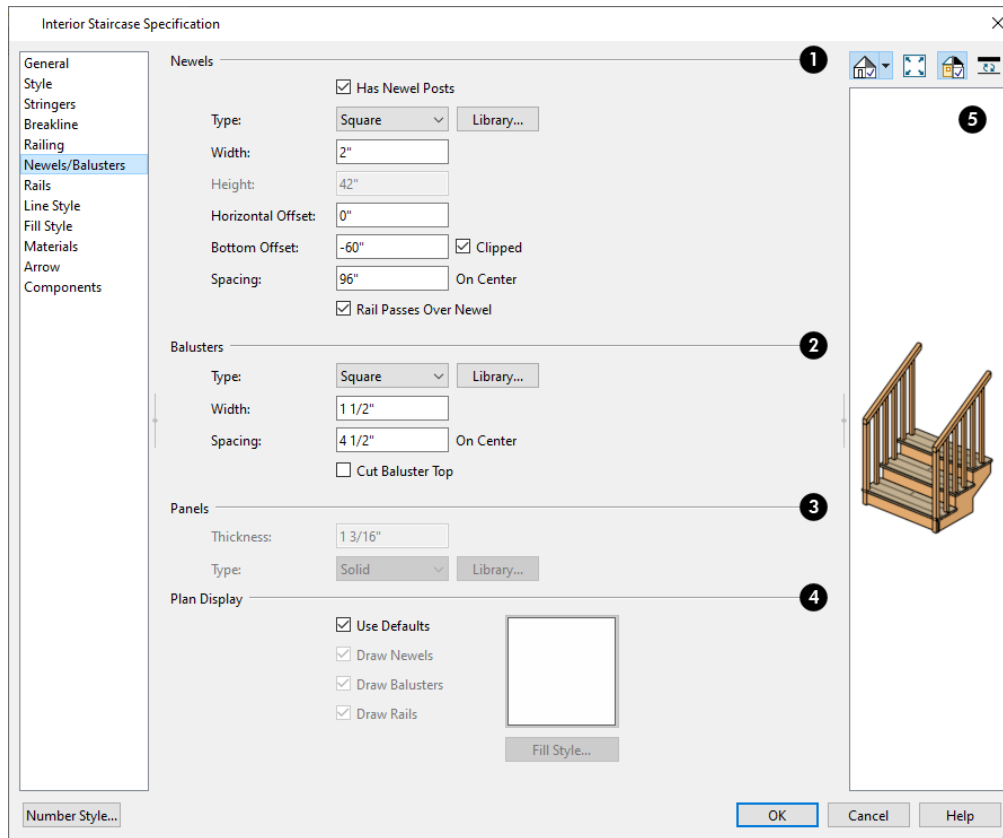 Interior Staircase Specification
General
Style
Stringers
Breakline
Railing
Newels/Balusters
Rails
Line Style
Fill Style
Materials
Arrow
Components
Newels
1
Has Newel Posts
Type: Square Library...
Width: 2"
Height: 42"
Horizontal Offset: 0"
Bottom Offset: -60" Clipped
Spacing: 96" On Center
Rail Passes Over Newel
Balusters
2
Type: Square Library...
Width: 1 1/2"
Spacing: 4 1/2" On Center
Cut Baluster Top
Panels
3
Thickness: 1 3/16"
Type: Solid Library...
Plan Display
4
Use Defaults
Draw Newels
Draw Balusters
Draw Rails
Fill Style...
5
Number Style...
OK Cancel Help